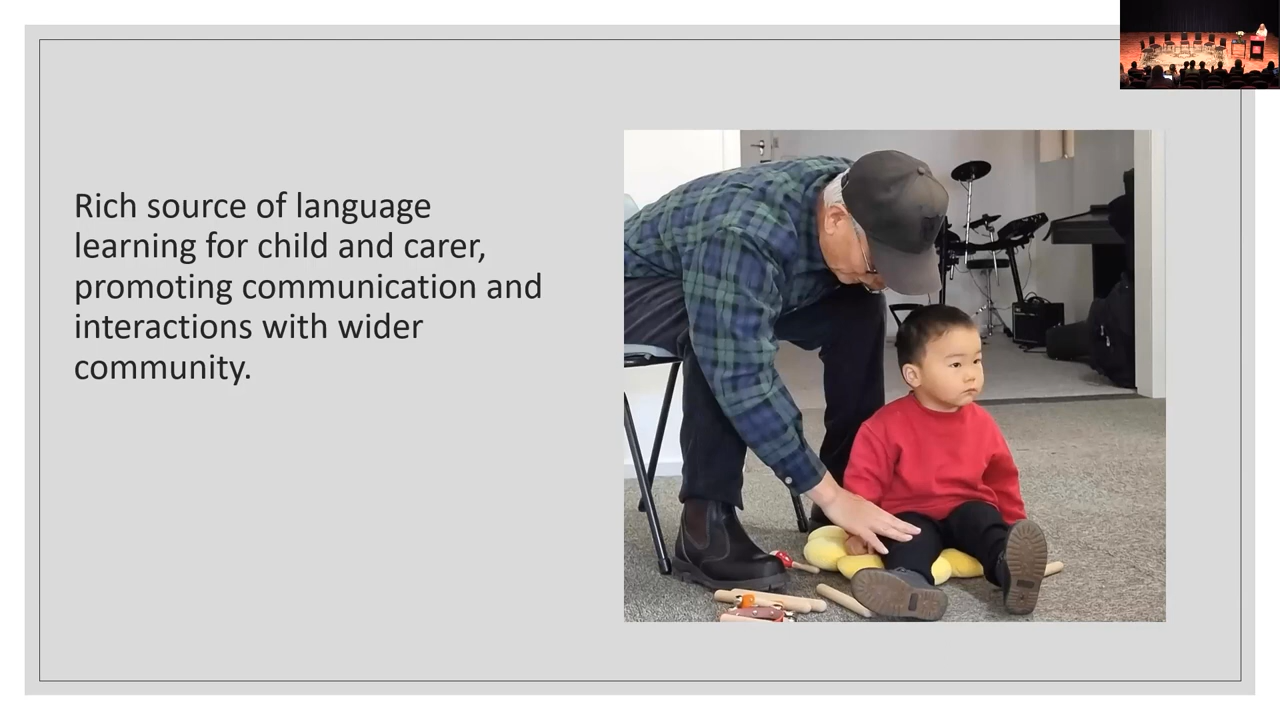 Rich source of language
learning for child and carer,
promoting communication and
interactions with wider
community.